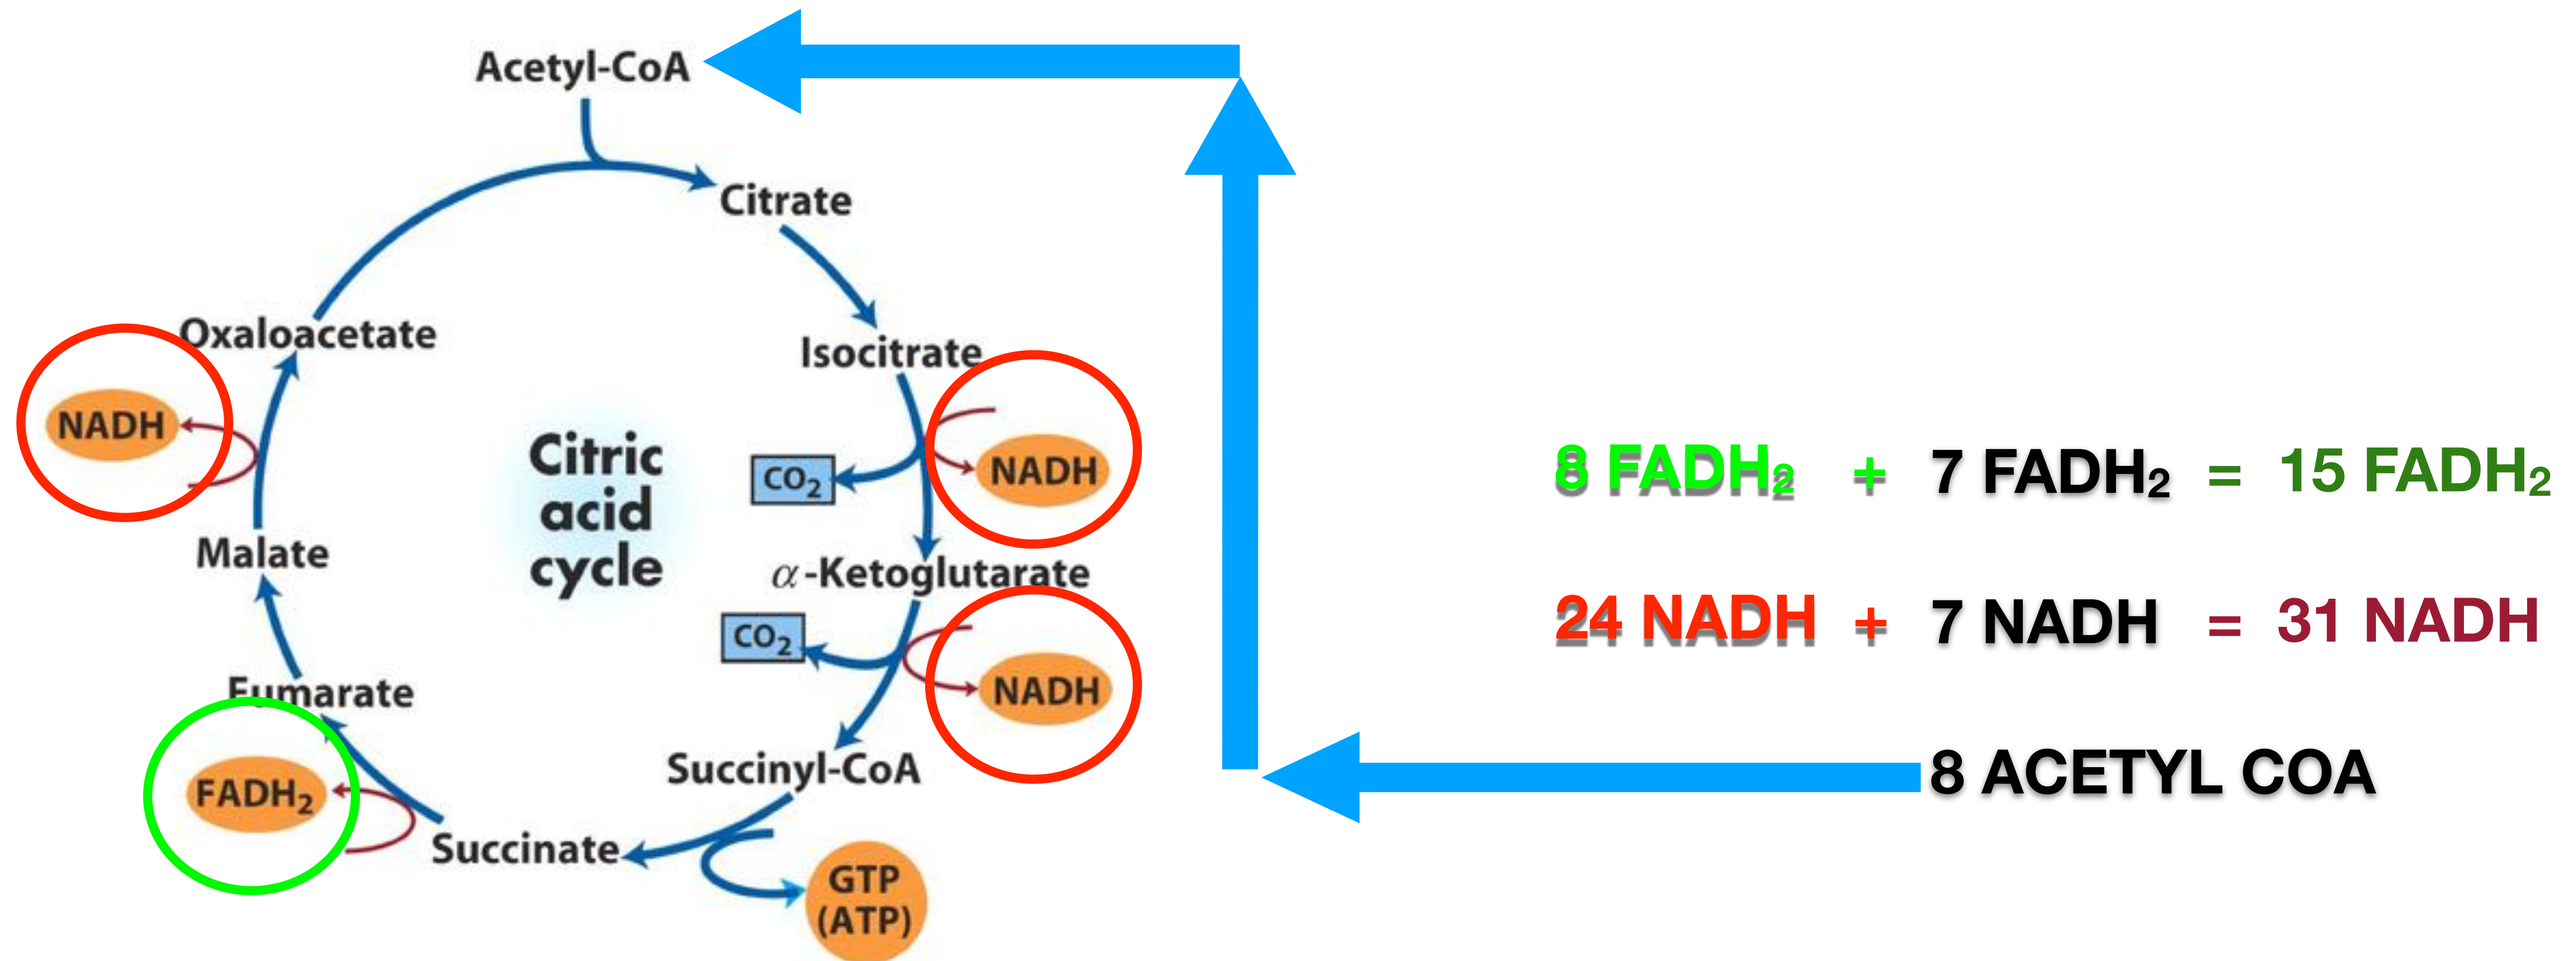 Acetyl-CoA
Citrate
Oxaloacetate
Isocitrate
NADH
NADH
CO₂
Citric
acid
cycle
Malate
α-Ketoglutarate
CO₂
NADH
Fumarate
FADH₂
Succinyl-CoA
Succinate
GTP
(ATP)
8 FADH₂ + 7 FADH₂ = 15 FADH₂
24 NADH + 7 NADH = 31 NADH
8 ACETYL COA